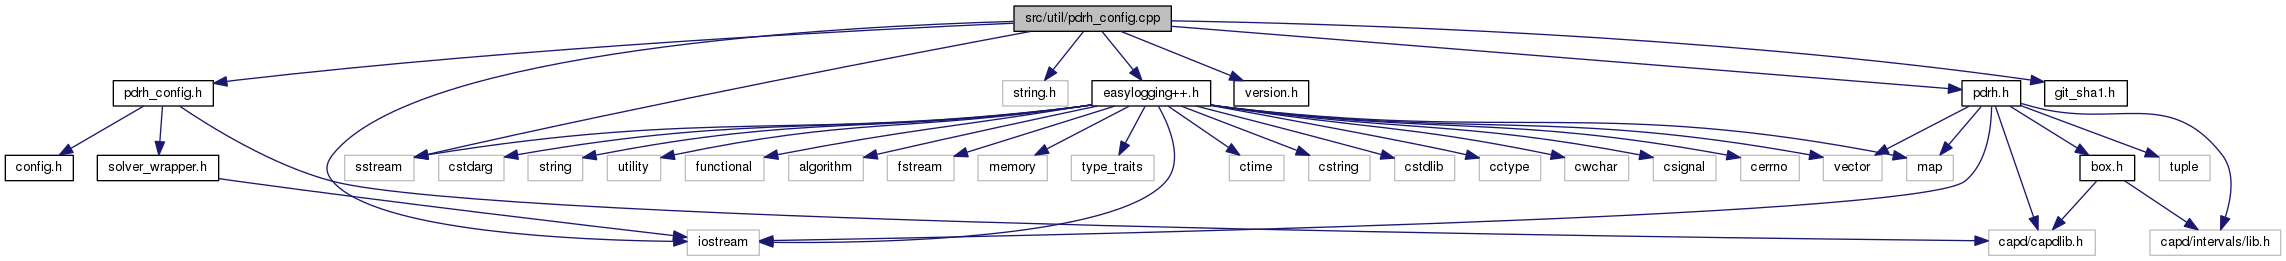 src/util/pdrh_config.cpp
pdrh_config.h
string.h
easylogging++.h
version.h
pdrh.h
git_sha1.h
config.h
solver_wrapper.h
sstream
cstdarg
string
utility
functional
algorithm
fstream
memory
type_traits
ctime
cstring
cstdlib
cctype
cwchar
csignal
cerrno
vector
map
box.h
tuple
iostream
capd/capdlib.h
capd/intervals/lib.h